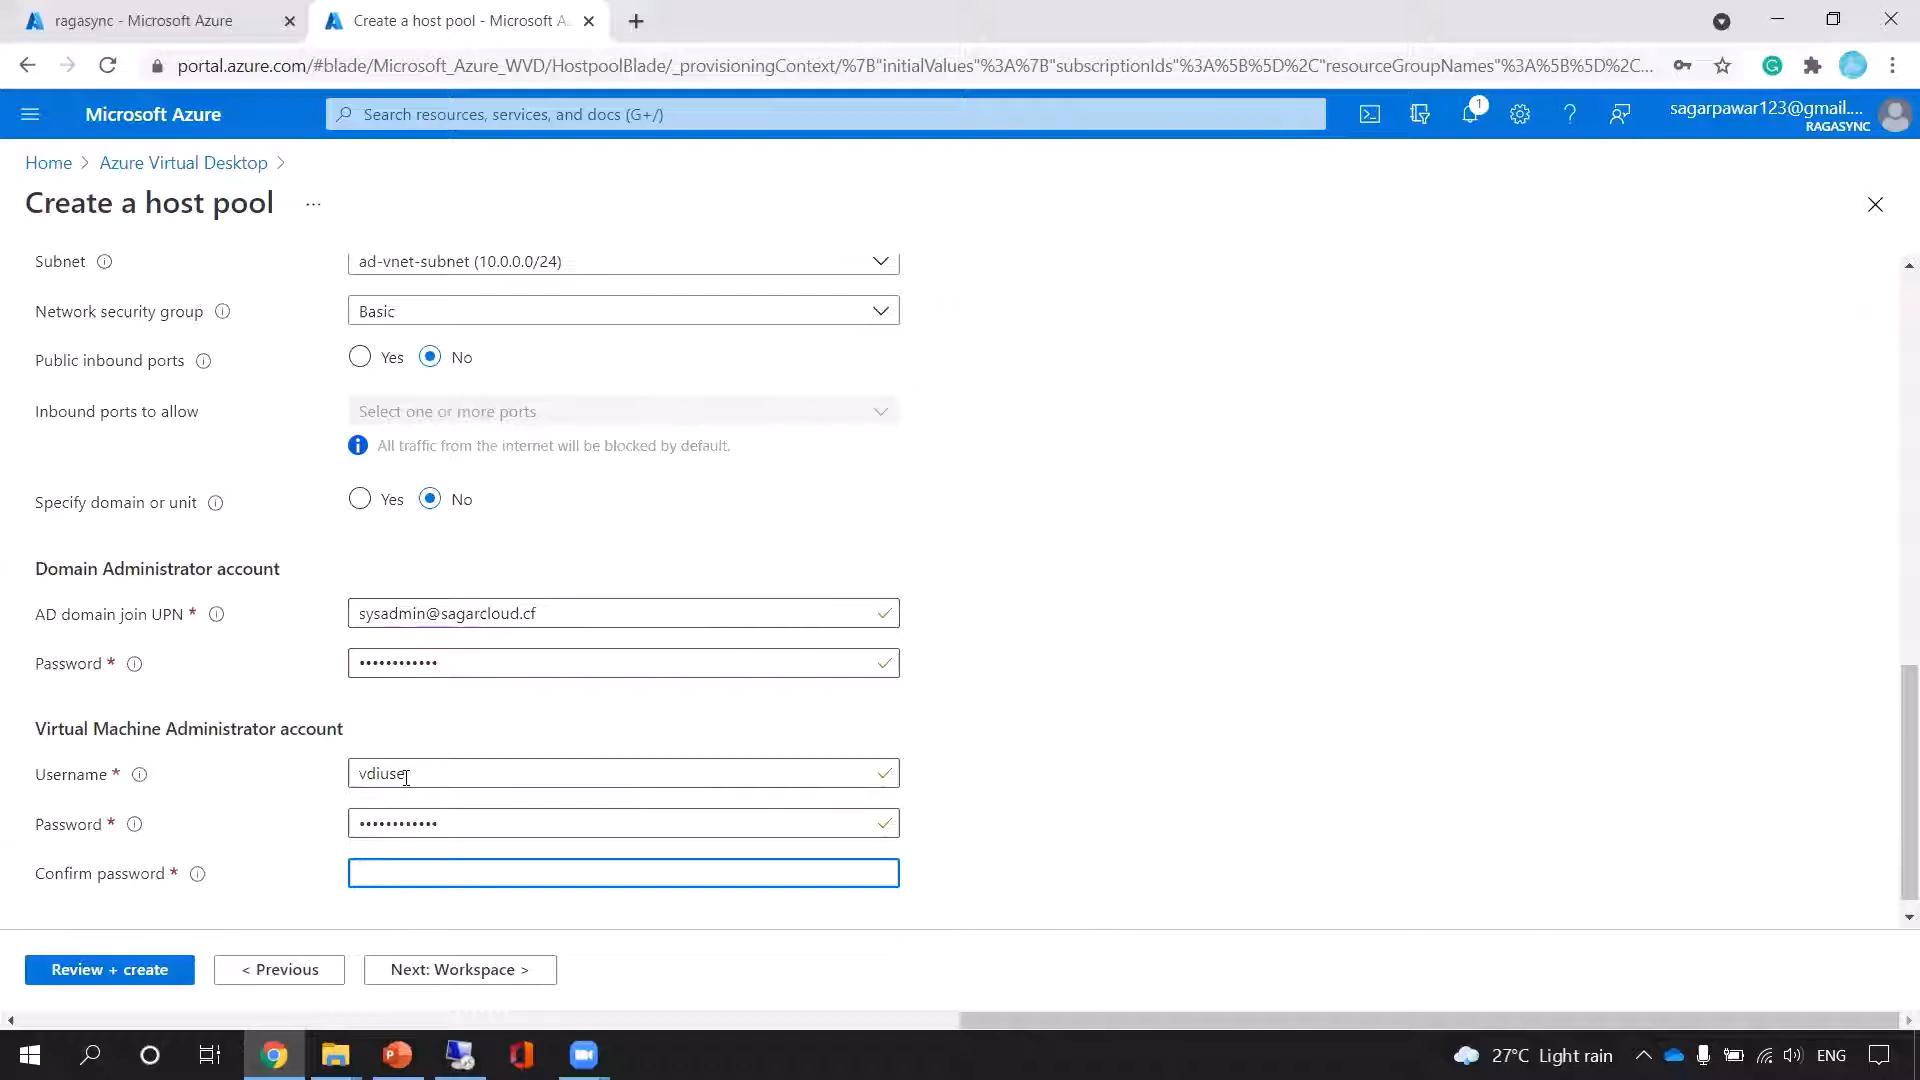 ragasync - Microsoft Azure
Create a host pool - Microsoft A
portal.azure.com/#blade/Microsoft_Azure_WVD/HostpoolBlade/_provisioningContext/%7B"initialValues"%3A%7B"subscriptionIds"%3A%5B%5D%2C"resourceGroupNames"%3A%5B%5D%2C...
Microsoft Azure
Search resources, services, and docs (G+/)
1
sagarpawar123@gmail....
RAGASYNC
Home > Azure Virtual Desktop >
Create a host pool ...
Subnet
ad-vnet-subnet (10.0.0.0/24)
Network security group
Basic
Public inbound ports
Yes No
Inbound ports to allow
Select one or more ports
All traffic from the internet will be blocked by default.
Specify domain or unit
Yes No
Domain Administrator account
AD domain join UPN *
sysadmin@sagarcloud.cf
Password *
••••••••••••
Virtual Machine Administrator account
Username *
vdiuse
Password *
••••••••••••
Confirm password *
Review + create
< Previous
Next: Workspace >
27°C Light rain
ENG